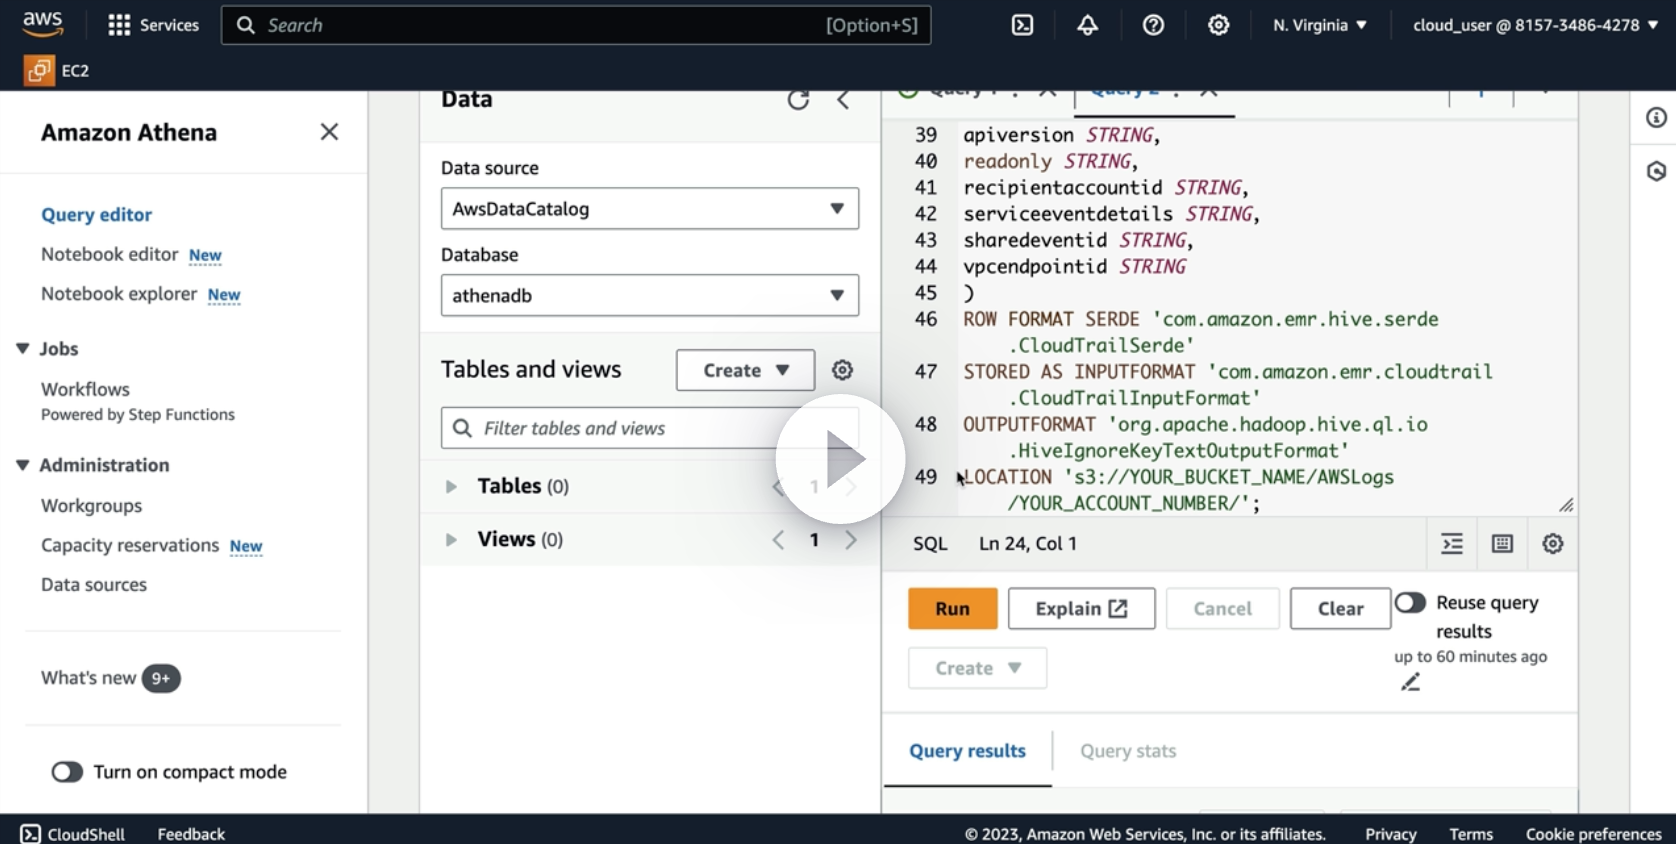 aws
Services
Search
[Option+S]
N. Virginia
cloud_user @ 8157-3486-4278
EC2
Amazon Athena
Query editor
Notebook editor New
Notebook explorer New
Jobs
Workflows
Powered by Step Functions
Administration
Workgroups
Capacity reservations New
Data sources
What's new 9+
Turn on compact mode
Data
Data source
AwsDataCatalog
Database
athenadb
Tables and views
Create
Filter tables and views
Tables (0)
1
Views (0)
1
Query 1
Query 2
39 apiversion STRING,
40 readonly STRING,
41 recipientaccountid STRING,
42 serviceeventdetails STRING,
43 sharedeventid STRING,
44 vpcendpointid STRING
45 )
46 ROW FORMAT SERDE 'com.amazon.emr.hive.serde
.CloudTrailSerde'
47 STORED AS INPUTFORMAT 'com.amazon.emr.cloudtrail
.CloudTrailInputFormat'
48 OUTPUTFORMAT 'org.apache.hadoop.hive.ql.io
.HiveIgnoreKeyTextOutputFormat'
49 LOCATION 's3://YOUR_BUCKET_NAME/AWSLogs
/YOUR_ACCOUNT_NUMBER/';
SQL Ln 24, Col 1
Run
Explain
Cancel
Clear
Reuse query
results
up to 60 minutes ago
Create
Query results
Query stats
CloudShell
Feedback
© 2023, Amazon Web Services, Inc. or its affiliates.
Privacy
Terms
Cookie preferences